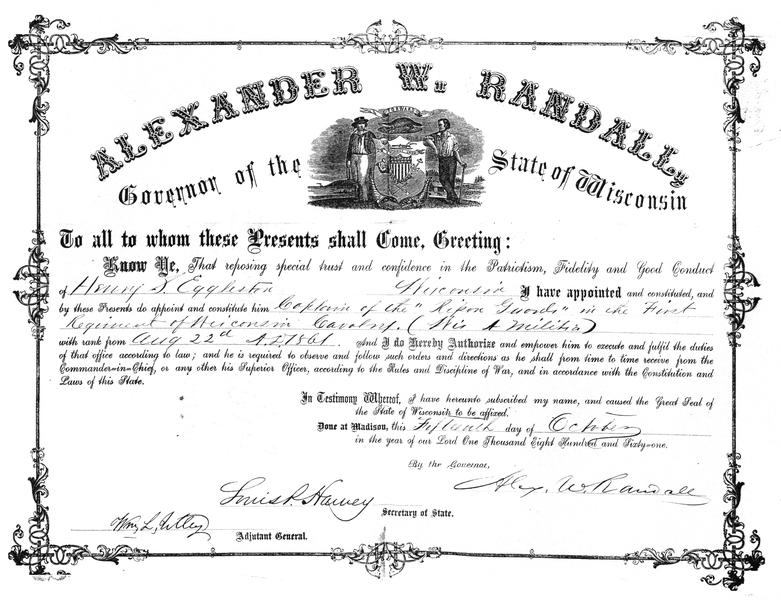 FORWARD
ALEXANDER W. RANDALL,
Governor of the State of Wisconsin
To all to whom these Presents shall Come, Greeting:
Know Ye, That reposing special trust and confidence in the Patriotism, Fidelity and Good Conduct
of Henry S. Eggleston Wisconsin I have appointed and constituted, and
by these Presents do appoint and constitute him Captain of the "Ripon Guards" in the First
Regiment of Wisconsin Cavalry. (Wis A Militia)
with rank from Aug 22d A.D. 1861. And I do Hereby Authorize and empower him to execute and fulfil the duties
of that office according to law; and he is required to observe and follow such orders and directions as he shall from time to time receive from the
Commander-in-Chief, or any other his Superior Officer, according to the Rules and Discipline of War, and in accordance with the Constitution and
Laws of this State.
In Testimony Whereof, I have hereunto subscribed my name, and caused the Great Seal of
the State of Wisconsin to be affixed.
Done at Madison, this Fifteenth day of October
in the year of our Lord One Thousand Eight Hundred and Sixty-one.
By the Governor,
Alex. W. Randall
Louis P. Harvey
Secretary of State.
Wm. L. Utley
Adjutant General.